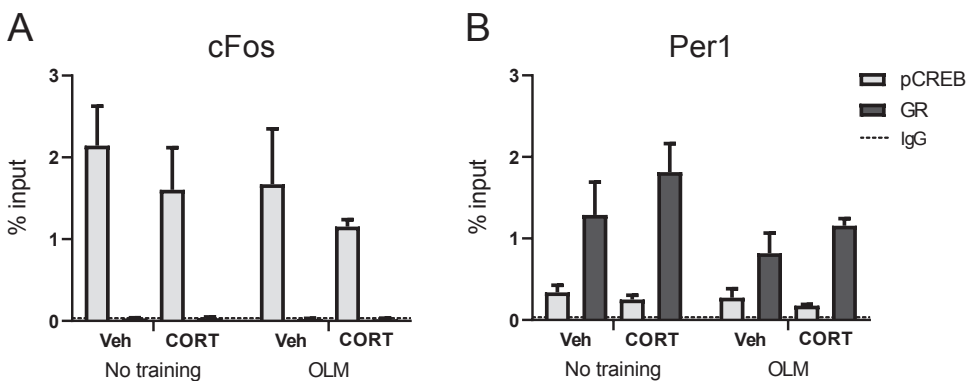 A
cFos
3
2
1
0
% input
Veh CORT Veh CORT
No training OLM
B
Per1
3
2
1
0
% input
Veh CORT Veh CORT
No training OLM
pCREB
GR
IgG